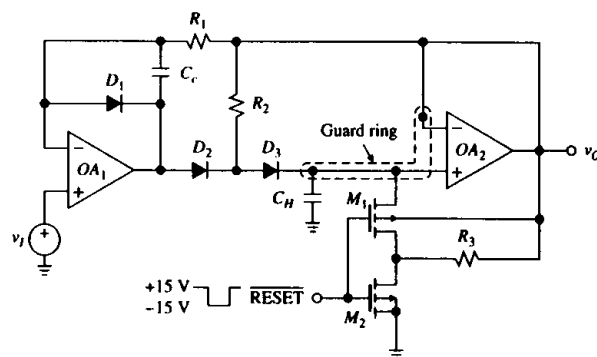 R1
Cc
D1
R2
Guard ring
OA1
D2
D3
OA2
vO
CH
M1
vI
R3
+15 V
−15 V
RESET
M2